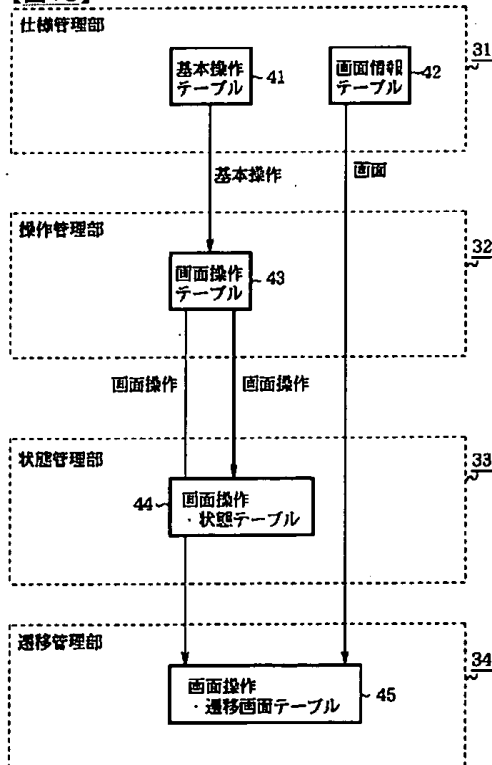 仕様管理部
31
基本操作
テーブル
41
画面情報
テーブル
42
基本操作
画面
操作管理部
32
画面操作
テーブル
43
画面操作
画面操作
状態管理部
33
44
画面操作
・状態テーブル
遷移管理部
34
画面操作
・遷移画面テーブル
45